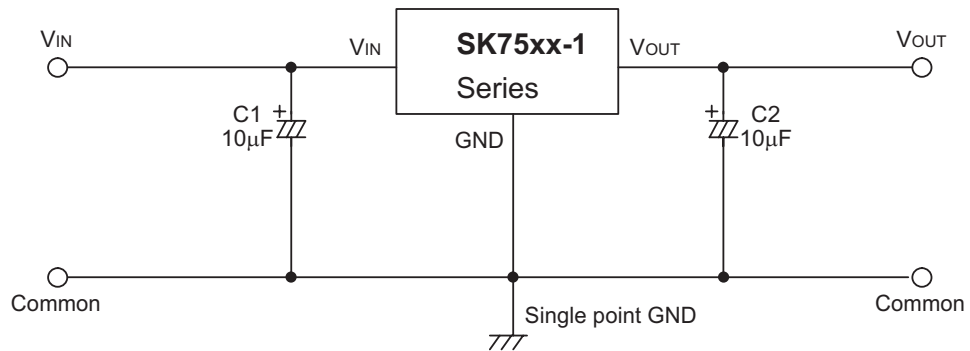 VIN
VIN
SK75xx-1
Series
VOUT
VOUT
C1
+
10μF
GND
+
C2
10μF
Common
Single point GND
Common